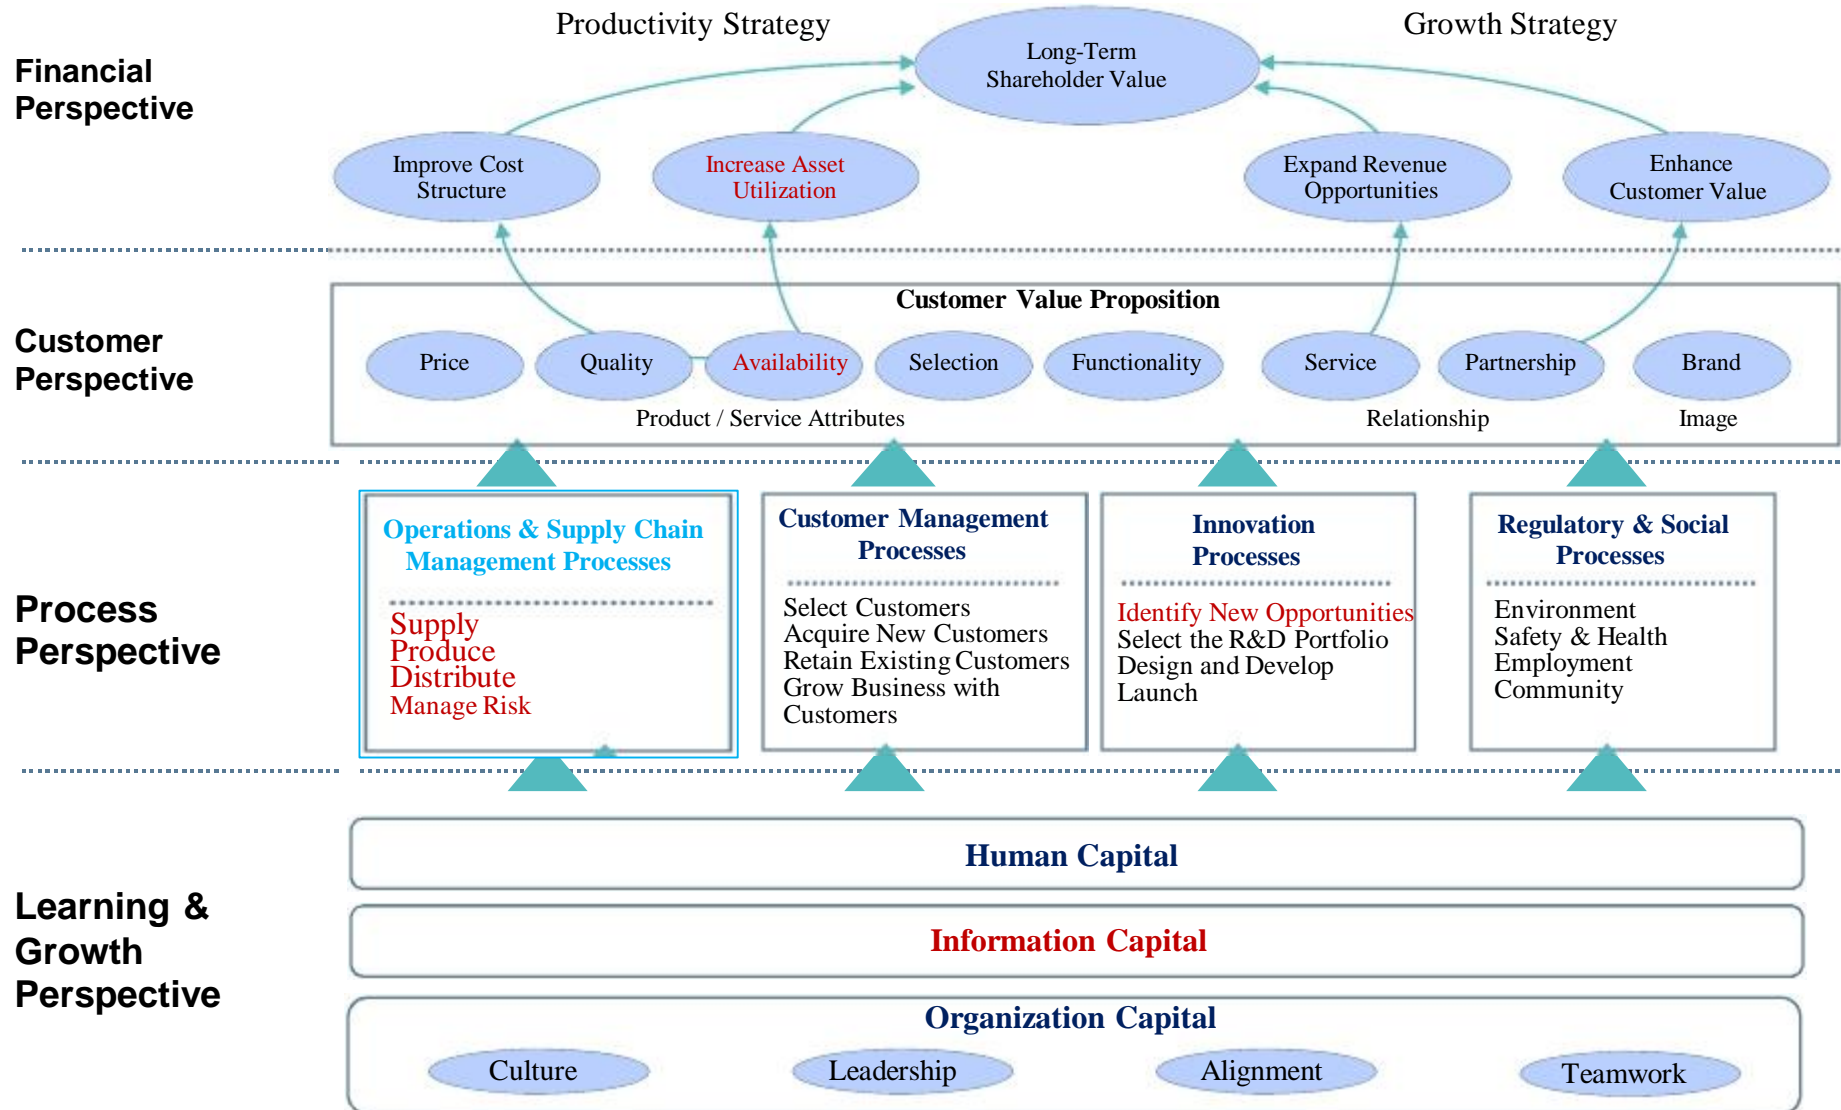 Productivity Strategy
Growth Strategy
Long-Term
Shareholder Value
Financial
Perspective
Improve Cost
Structure
Increase Asset
Utilization
Expand Revenue
Opportunities
Enhance
Customer Value
Customer Value Proposition
Customer
Perspective
Price
Quality
Availability
Selection
Functionality
Service
Partnership
Brand
Product / Service Attributes
Relationship
Image
Process
Perspective
Operations & Supply Chain
Management Processes
Supply
Produce
Distribute
Manage Risk
Customer Management
Processes
Select Customers
Acquire New Customers
Retain Existing Customers
Grow Business with
Customers
Innovation
Processes
Identify New Opportunities
Select the R&D Portfolio
Design and Develop
Launch
Regulatory & Social
Processes
Environment
Safety & Health
Employment
Community
Learning &
Growth
Perspective
Human Capital
Information Capital
Organization Capital
Culture
Leadership
Alignment
Teamwork